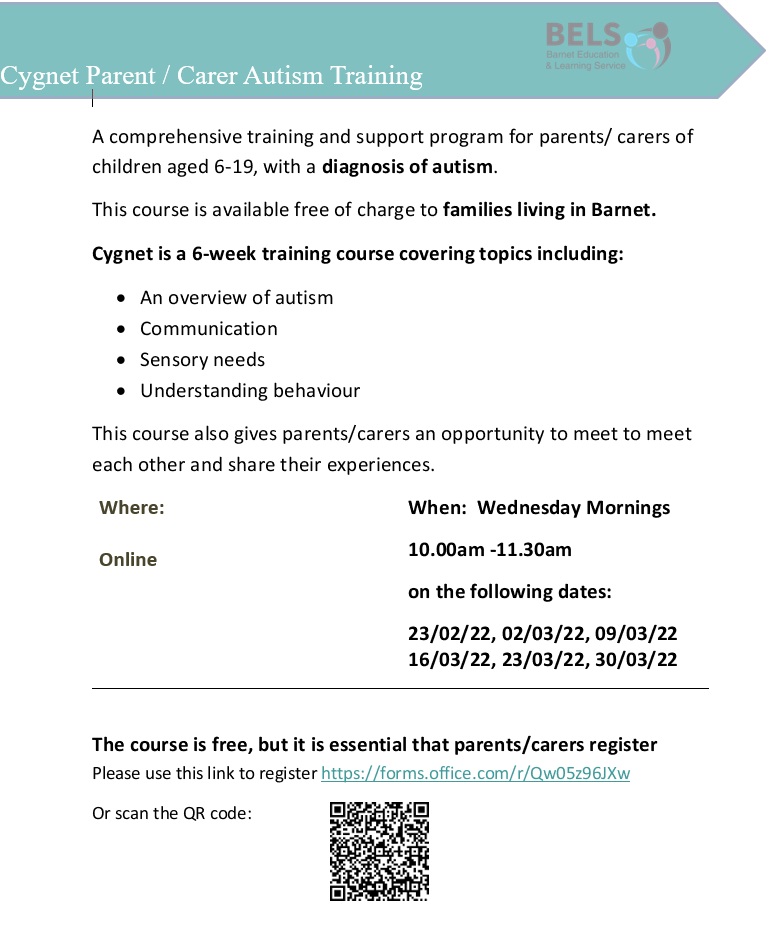 BELS
Barnet Education
& Learning Service
Cygnet Parent / Carer Autism Training
A comprehensive training and support program for parents/ carers of
children aged 6-19, with a diagnosis of autism.
This course is available free of charge to families living in Barnet.
Cygnet is a 6-week training course covering topics including:
• An overview of autism
• Communication
• Sensory needs
• Understanding behaviour
This course also gives parents/carers an opportunity to meet to meet
each other and share their experiences.
Where:
Online
When:  Wednesday Mornings
10.00am -11.30am
on the following dates:
23/02/22, 02/03/22, 09/03/22
16/03/22, 23/03/22, 30/03/22
The course is free, but it is essential that parents/carers register
Please use this link to register https://forms.office.com/r/Qw05z96JXw
Or scan the QR code: